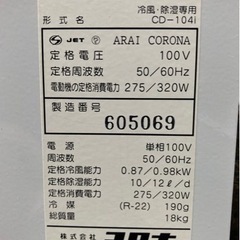 冷風・除湿専用
形式名 CD-104i
JET ARAI CORONA
定格電圧 100V
定格周波数 50/60Hz
電動機の定格消費電力 275/320W
製造番号
605069
電源 単相100V
周波数 50/60Hz
定格冷風能力 0.87/0.98kW
定格除湿能力 10/12ℓ/d
定格消費電力 275/320W
冷媒 (R-22) 190g
総質量 18kg
株式会社 コロナ